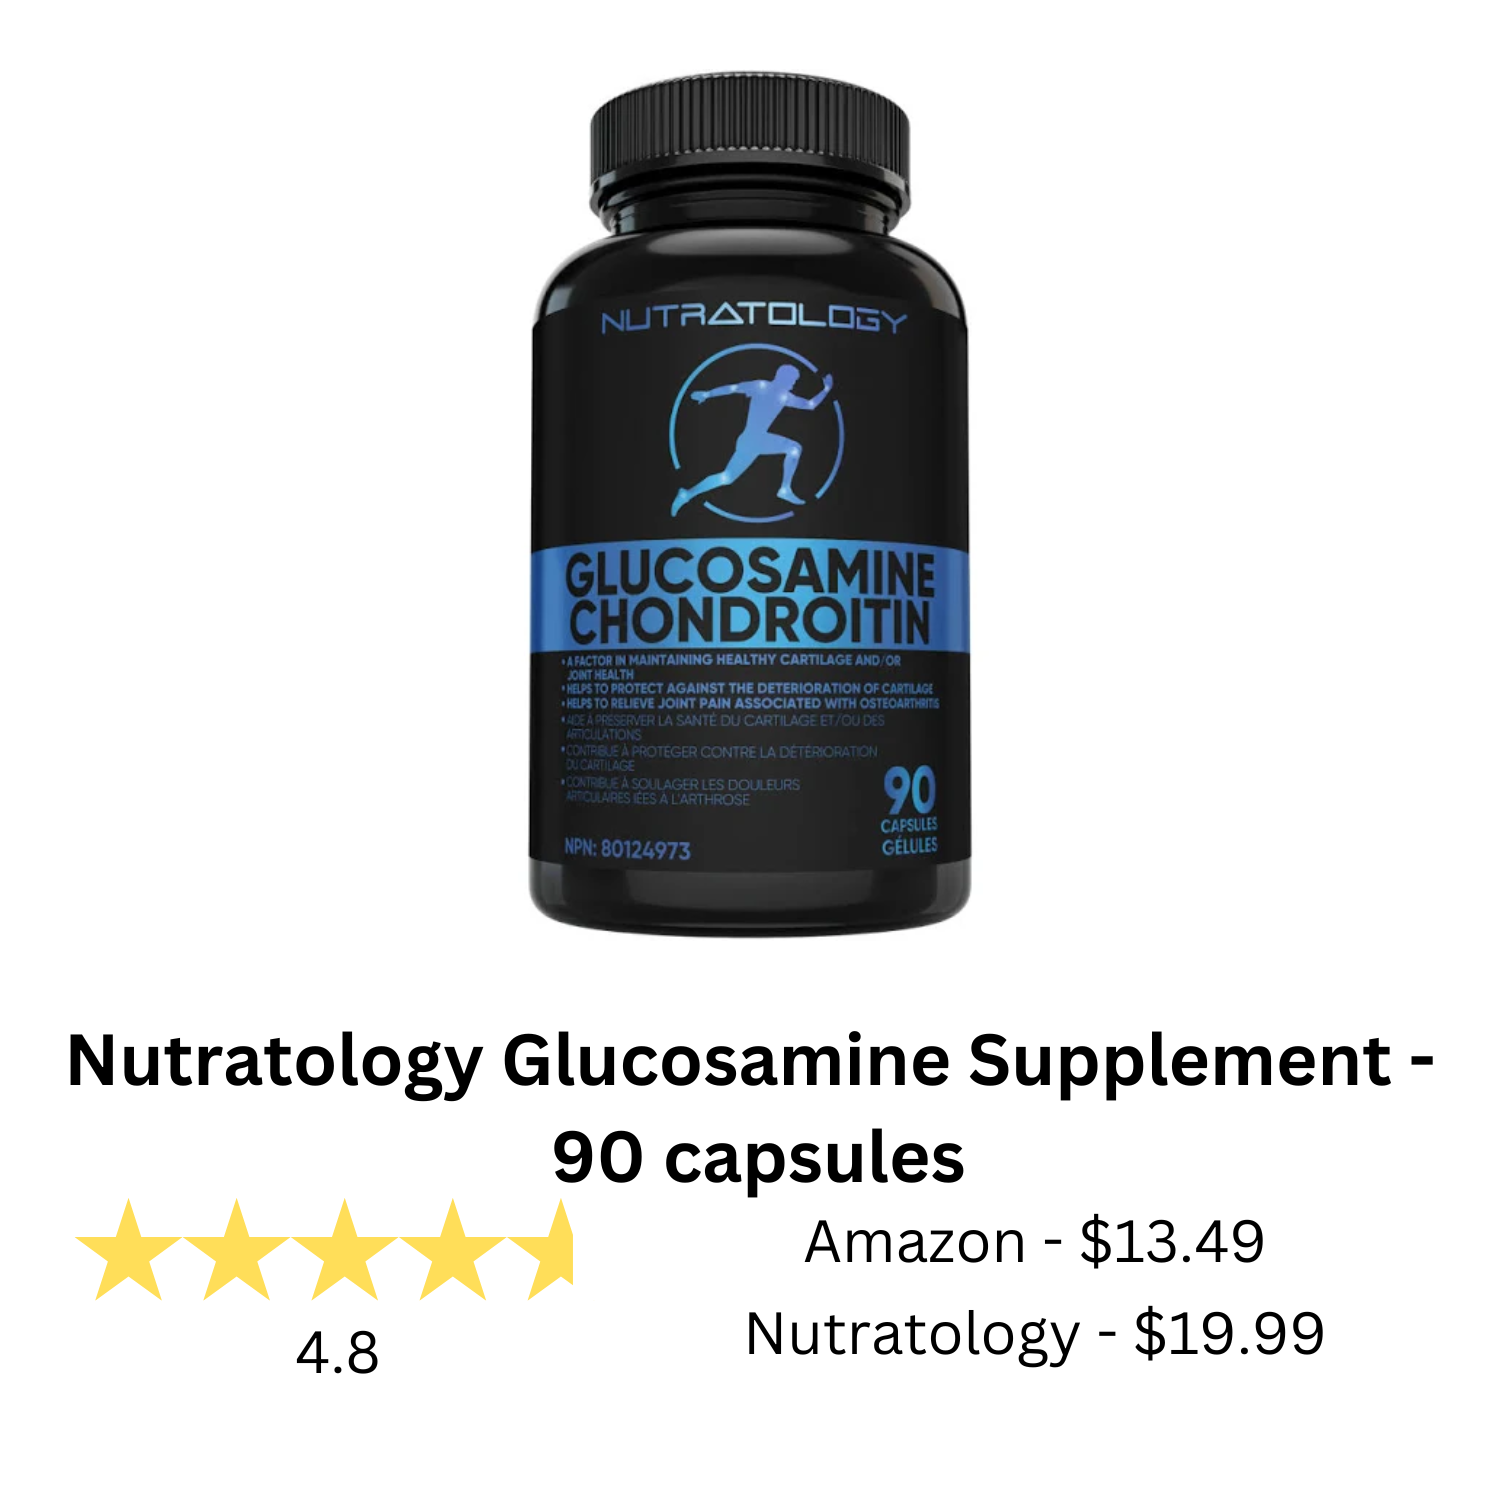 NUTRATOLOGY
GLUCOSAMINE
CHONDROITIN
• A FACTOR IN MAINTAINING HEALTHY CARTILAGE AND/OR
JOINT HEALTH
• HELPS TO PROTECT AGAINST THE DETERIORATION OF CARTILAGE
• HELPS TO RELIEVE JOINT PAIN ASSOCIATED WITH OSTEOARTHRITIS
• AIDE À PRÉSERVER LA SANTÉ DU CARTILAGE ET/OU DES
ARTICULATIONS
• CONTRIBUE À PROTÉGER CONTRE LA DÉTÉRIORATION
DU CARTILAGE
• CONTRIBUE À SOULAGER LES DOULEURS
ARTICULAIRES IÉES À L'ARTHROSE
90
CAPSULES
GÉLULES
NPN: 80124973
Nutratology Glucosamine Supplement -
90 capsules
4.8
Amazon - $13.49
Nutratology - $19.99